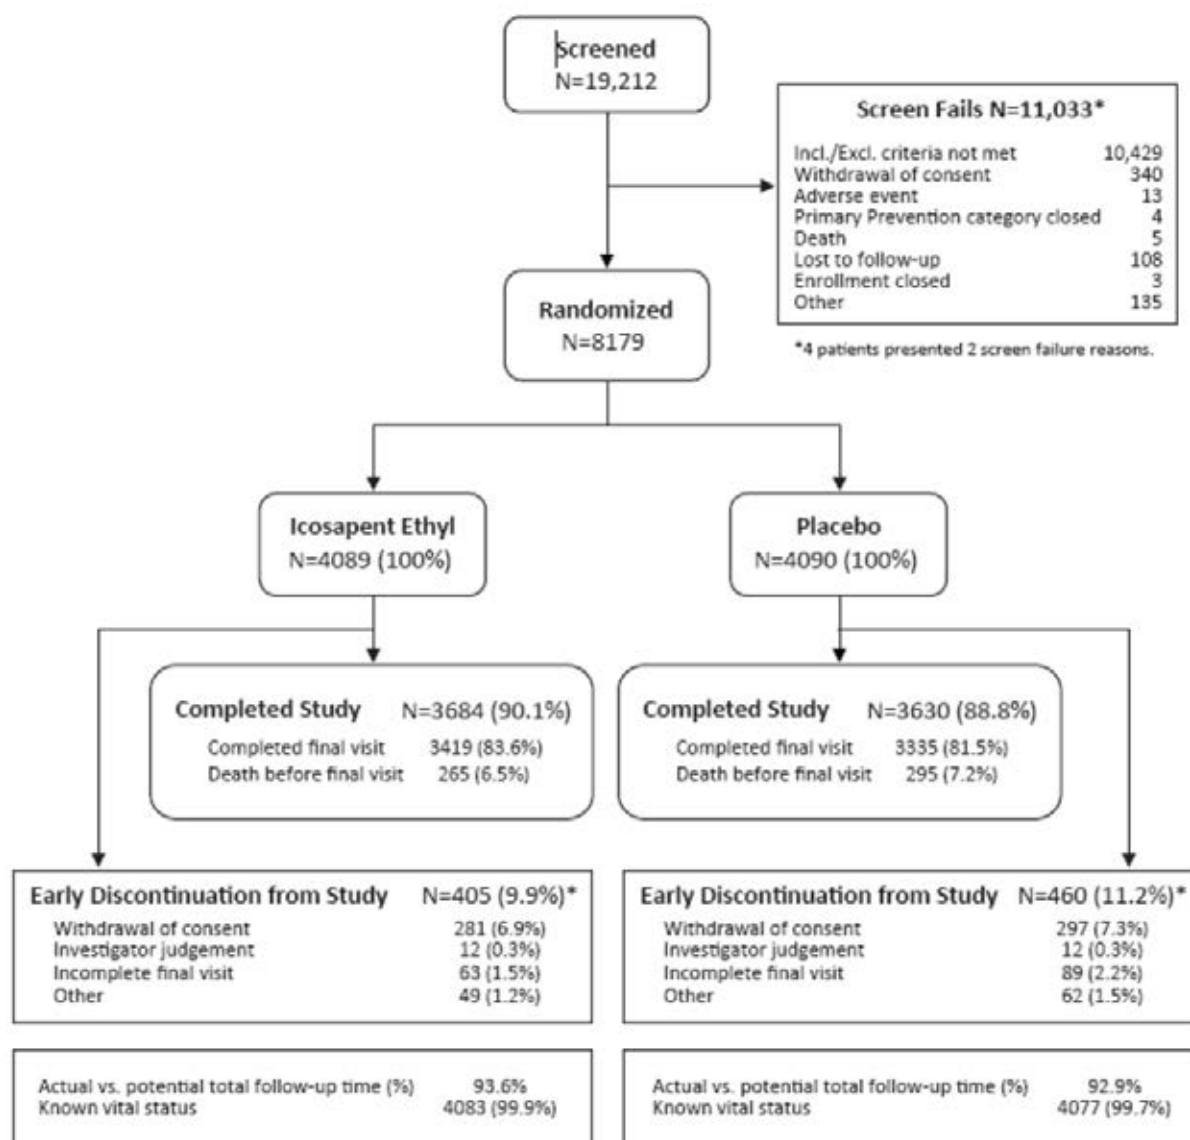 Screened
N=19,212
Screen Fails N=11,033*
Incl./Excl. criteria not met 10,429
Withdrawal of consent 340
Adverse event 13
Primary Prevention category closed 4
Death 5
Lost to follow-up 108
Enrollment closed 3
Other 135
*4 patients presented 2 screen failure reasons.
Randomized
N=8179
Icosapent Ethyl
N=4089 (100%)
Placebo
N=4090 (100%)
Completed Study N=3684 (90.1%)
Completed final visit 3419 (83.6%)
Death before final visit 265 (6.5%)
Completed Study N=3630 (88.8%)
Completed final visit 3335 (81.5%)
Death before final visit 295 (7.2%)
Early Discontinuation from Study N=405 (9.9%)*
Withdrawal of consent 281 (6.9%)
Investigator judgement 12 (0.3%)
Incomplete final visit 63 (1.5%)
Other 49 (1.2%)
Early Discontinuation from Study N=460 (11.2%)*
Withdrawal of consent 297 (7.3%)
Investigator judgement 12 (0.3%)
Incomplete final visit 89 (2.2%)
Other 62 (1.5%)
Actual vs. potential total follow-up time (%) 93.6%
Known vital status 4083 (99.9%)
Actual vs. potential total follow-up time (%) 92.9%
Known vital status 4077 (99.7%)